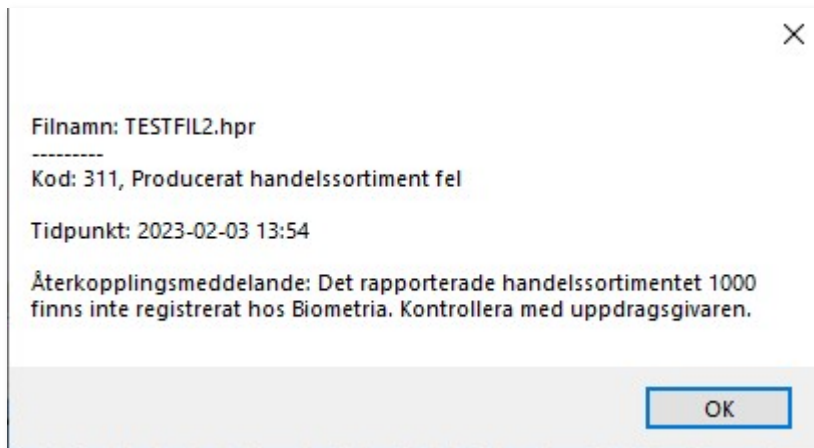 Filnamn: TESTFIL2.hpr
---------
Kod: 311, Producerat handelssortiment fel
Tidpunkt: 2023-02-03 13:54
Återkopplingsmeddelande: Det rapporterade handelssortimentet 1000
finns inte registrerat hos Biometria. Kontrollera med uppdragsgivaren.
OK